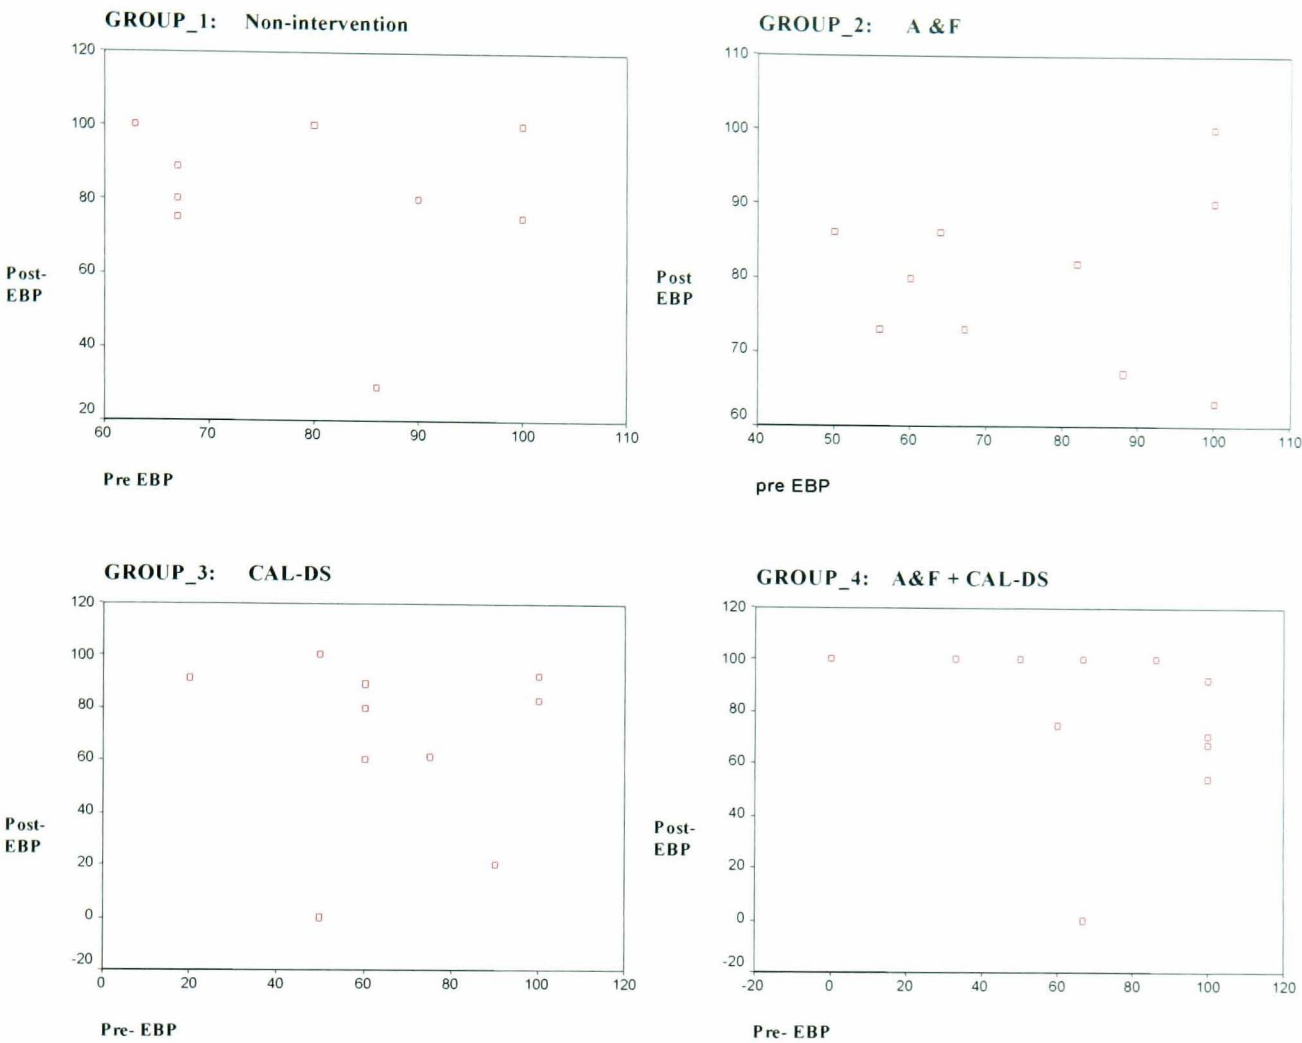 GROUP_1: Non-intervention
120
100
80
60
40
20
60 70 80 90 100 110
Post-
EBP
Pre EBP
GROUP_2: A &F
110
100
90
80
70
60
40 50 60 70 80 90 100 110
Post
EBP
pre EBP
GROUP_3: CAL-DS
120
100
80
60
40
20
0
-20
0 20 40 60 80 100 120
Post-
EBP
Pre- EBP
GROUP_4: A&F + CAL-DS
120
100
80
60
40
20
0
-20
-20 0 20 40 60 80 100 120
Post-
EBP
Pre- EBP